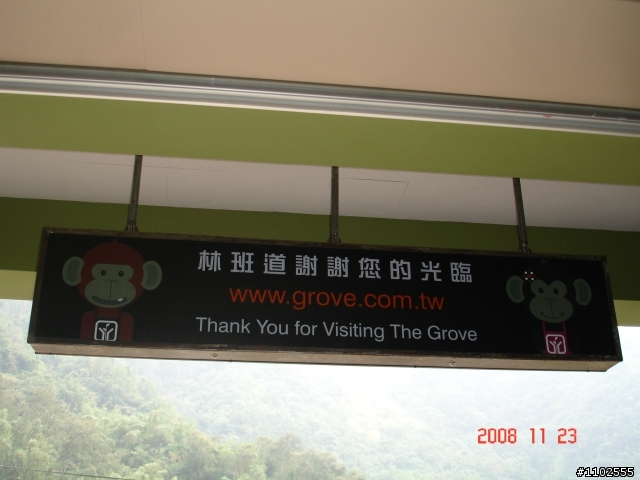 林班道謝謝您的光臨
www.grove.com.tw
Thank You for Visiting The Grove
2008 11 23
#1102555